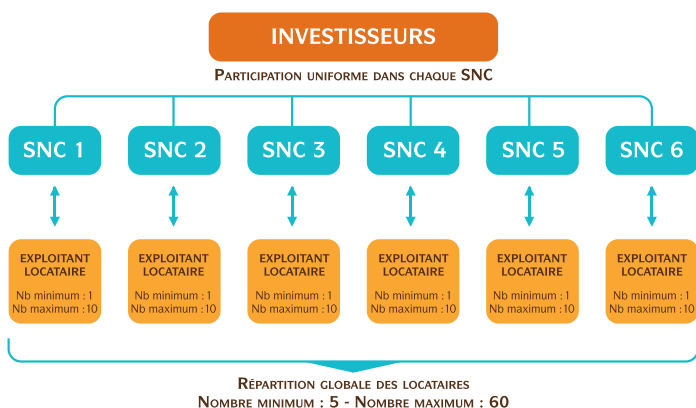 INVESTISSEURS
PARTICIPATION UNIFORME DANS CHAQUE SNC
SNC 1
SNC 2
SNC 3
SNC 4
SNC 5
SNC 6
EXPLOITANT
LOCATAIRE
Nb minimum : 1
Nb maximum : 10
EXPLOITANT
LOCATAIRE
Nb minimum : 1
Nb maximum : 10
EXPLOITANT
LOCATAIRE
Nb minimum : 1
Nb maximum : 10
EXPLOITANT
LOCATAIRE
Nb minimum : 1
Nb maximum : 10
EXPLOITANT
LOCATAIRE
Nb minimum : 1
Nb maximum : 10
EXPLOITANT
LOCATAIRE
Nb minimum : 1
Nb maximum : 10
RÉPARTITION GLOBALE DES LOCATAIRES
NOMBRE MINIMUM : 5 - NOMBRE MAXIMUM : 60